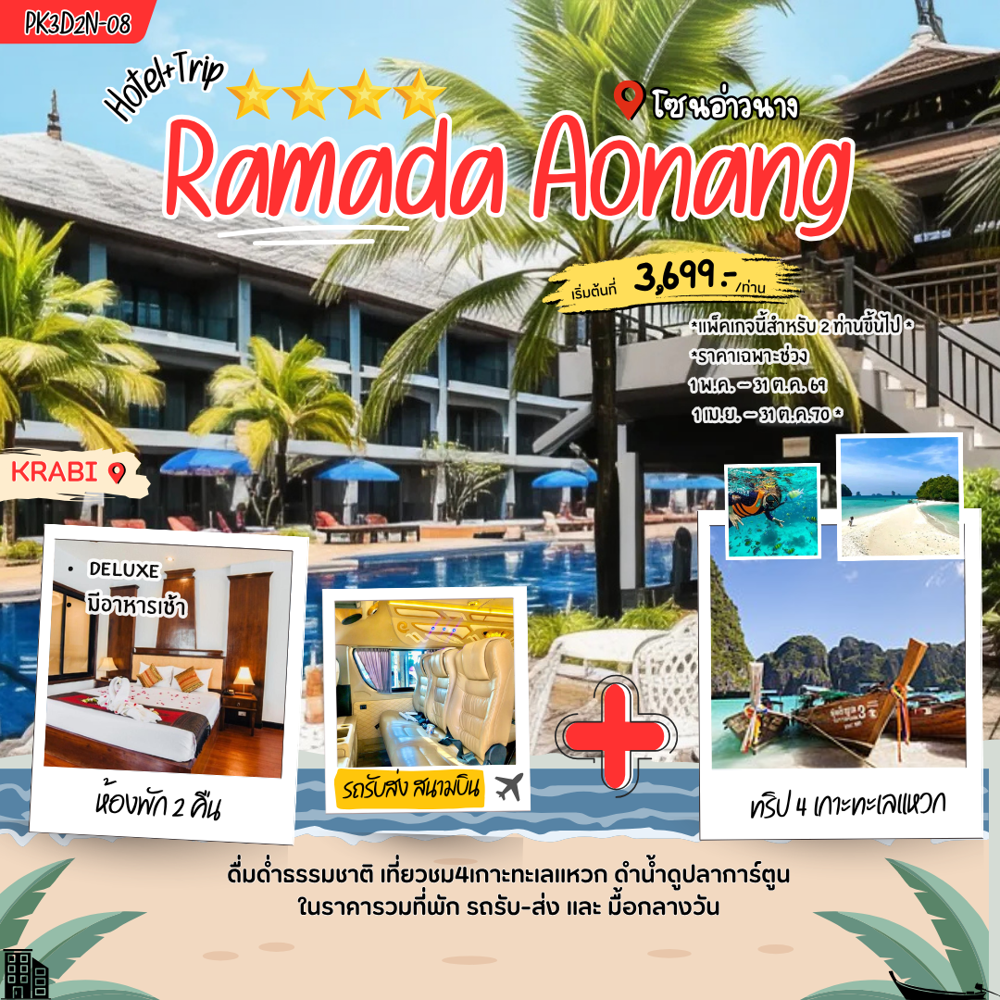 PK3D2N-08
Hotel+Trip
โซนอ่าวนาง
Ramada Aonang
เริ่มต้นที่ 3,699.- /ท่าน
*แพ็คเกจนี้สำหรับ 2 ท่านขึ้นไป *
*ราคาเฉพาะช่วง
1 พ.ค. – 31 ต.ค. 69
1 เม.ย. – 31 ต.ค.70 *
KRABI
• DELUXE
มีอาหารเช้า
ห้องพัก 2 คืน
รถรับส่ง สนามบิน
ทริป 4 เกาะทะเลแหวก
ดื่มด่ำธรรมชาติ เที่ยวชม4เกาะทะเลแหวก ดำน้ำดูปลาการ์ตูน
ในราคารวมที่พัก รถรับ-ส่ง และ มื้อกลางวัน